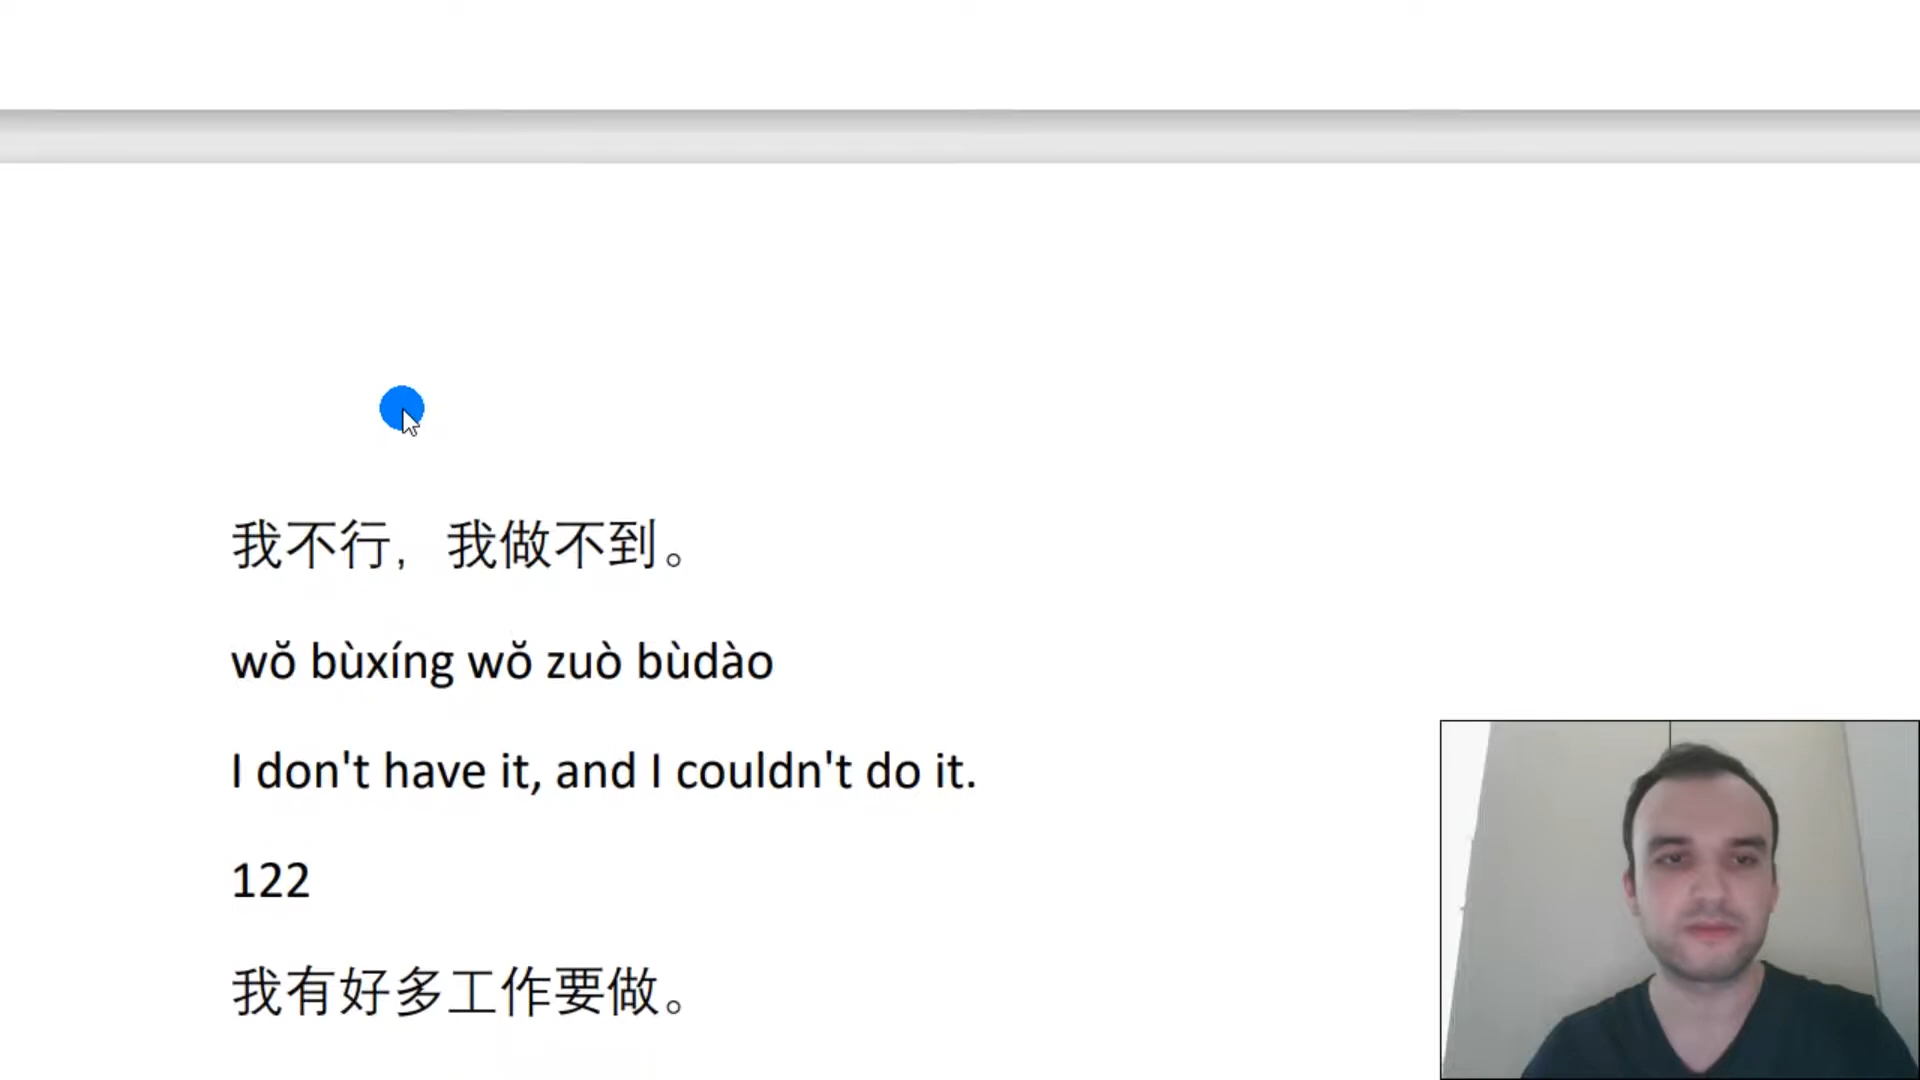 我不行，我做不到。
wǒ bùxíng wǒ zuò bùdào
I don't have it, and I couldn't do it.
122
我有好多工作要做。